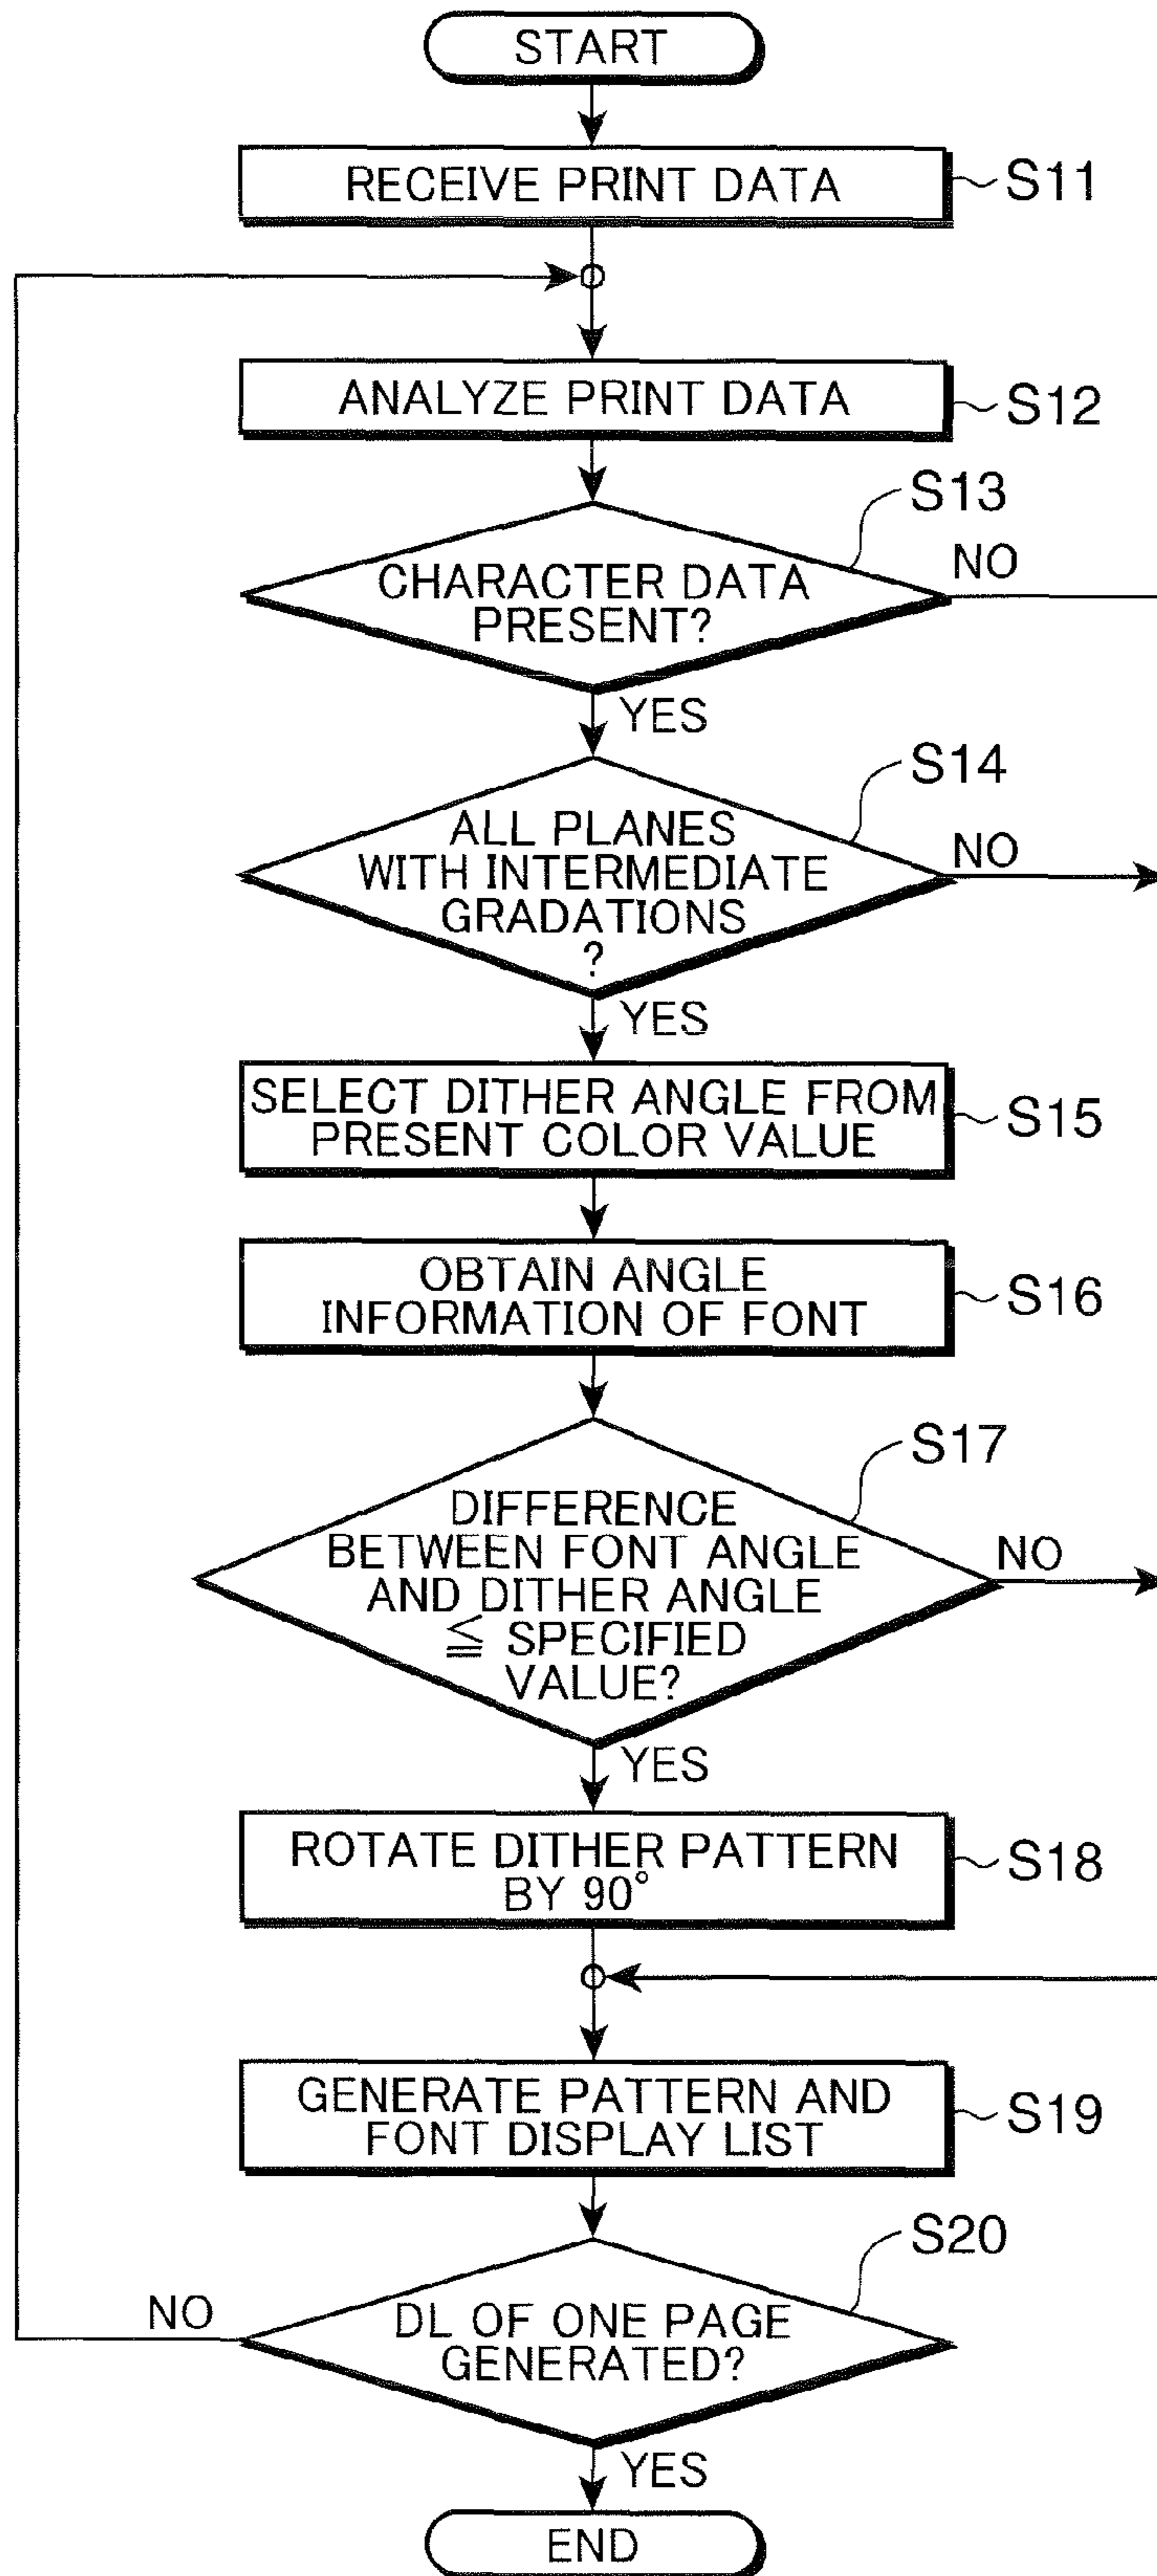 START
RECEIVE PRINT DATA
S11
ANALYZE PRINT DATA
S12
S13
CHARACTER DATA
PRESENT?
NO
YES
S14
ALL PLANES
WITH INTERMEDIATE
GRADATIONS
?
NO
YES
SELECT DITHER ANGLE FROM
PRESENT COLOR VALUE
S15
OBTAIN ANGLE
INFORMATION OF FONT
S16
S17
DIFFERENCE
BETWEEN FONT ANGLE
AND DITHER ANGLE
≦ SPECIFIED
VALUE?
NO
YES
ROTATE DITHER PATTERN
BY 90°
S18
GENERATE PATTERN AND
FONT DISPLAY LIST
S19
S20
NO
DL OF ONE PAGE
GENERATED?
YES
END